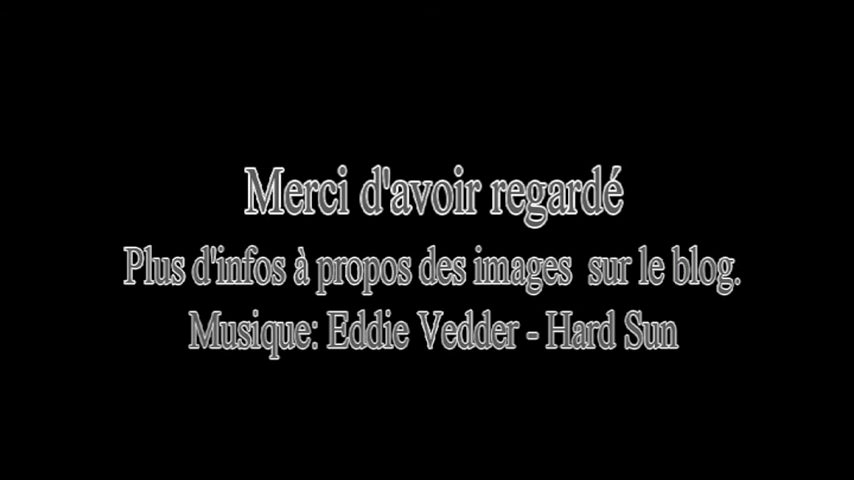 Merci d'avoir regardé
Plus d'infos à propos des images sur le blog.
Musique: Eddie Vedder - Hard Sun